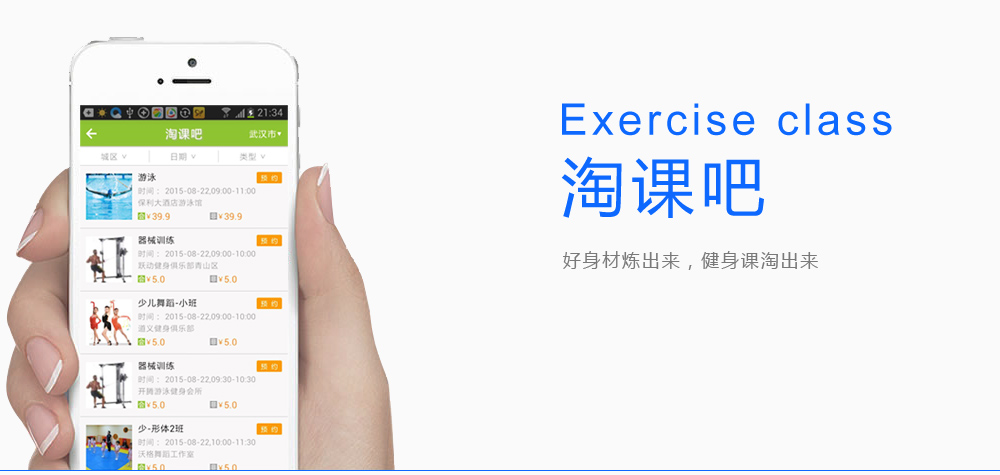 21:34
淘课吧
武汉市
城区 日期 类型
游泳 预 约
时间： 2015-08-22,09:00-11:00
保利大酒店游泳馆
¥39.9 ¥39.9
器械训练 预 约
时间： 2015-08-22,09:00-10:00
跃动健身俱乐部青山区
¥5.0 ¥5.0
少儿舞蹈-小班 预 约
时间： 2015-08-22,09:00-10:00
道义健身俱乐部
¥5.0 ¥5.0
器械训练 预 约
时间： 2015-08-22,09:30-10:30
开腾游泳健身会所
¥5.0 ¥5.0
少-形体2班 预 约
时间： 2015-08-22,10:00-11:30
沃格舞蹈工作室
¥5.0 ¥5.0
Exercise class
淘课吧
好身材炼出来，健身课淘出来